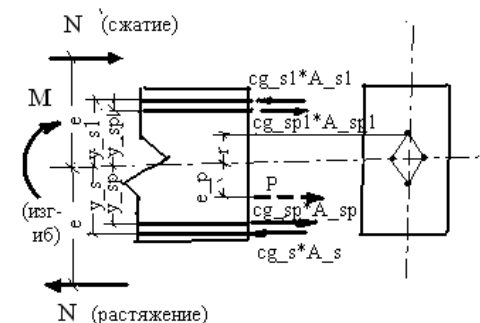 N (сжатие)
M
e
y_s1
y_sp1
cg_s1*A_s1
cg_sp1*A_sp1
r
e_p
P
y_s
y_sp
e
(изг-
иб)
cg_sp*A_sp
cg_s*A_s
N (растяжение)